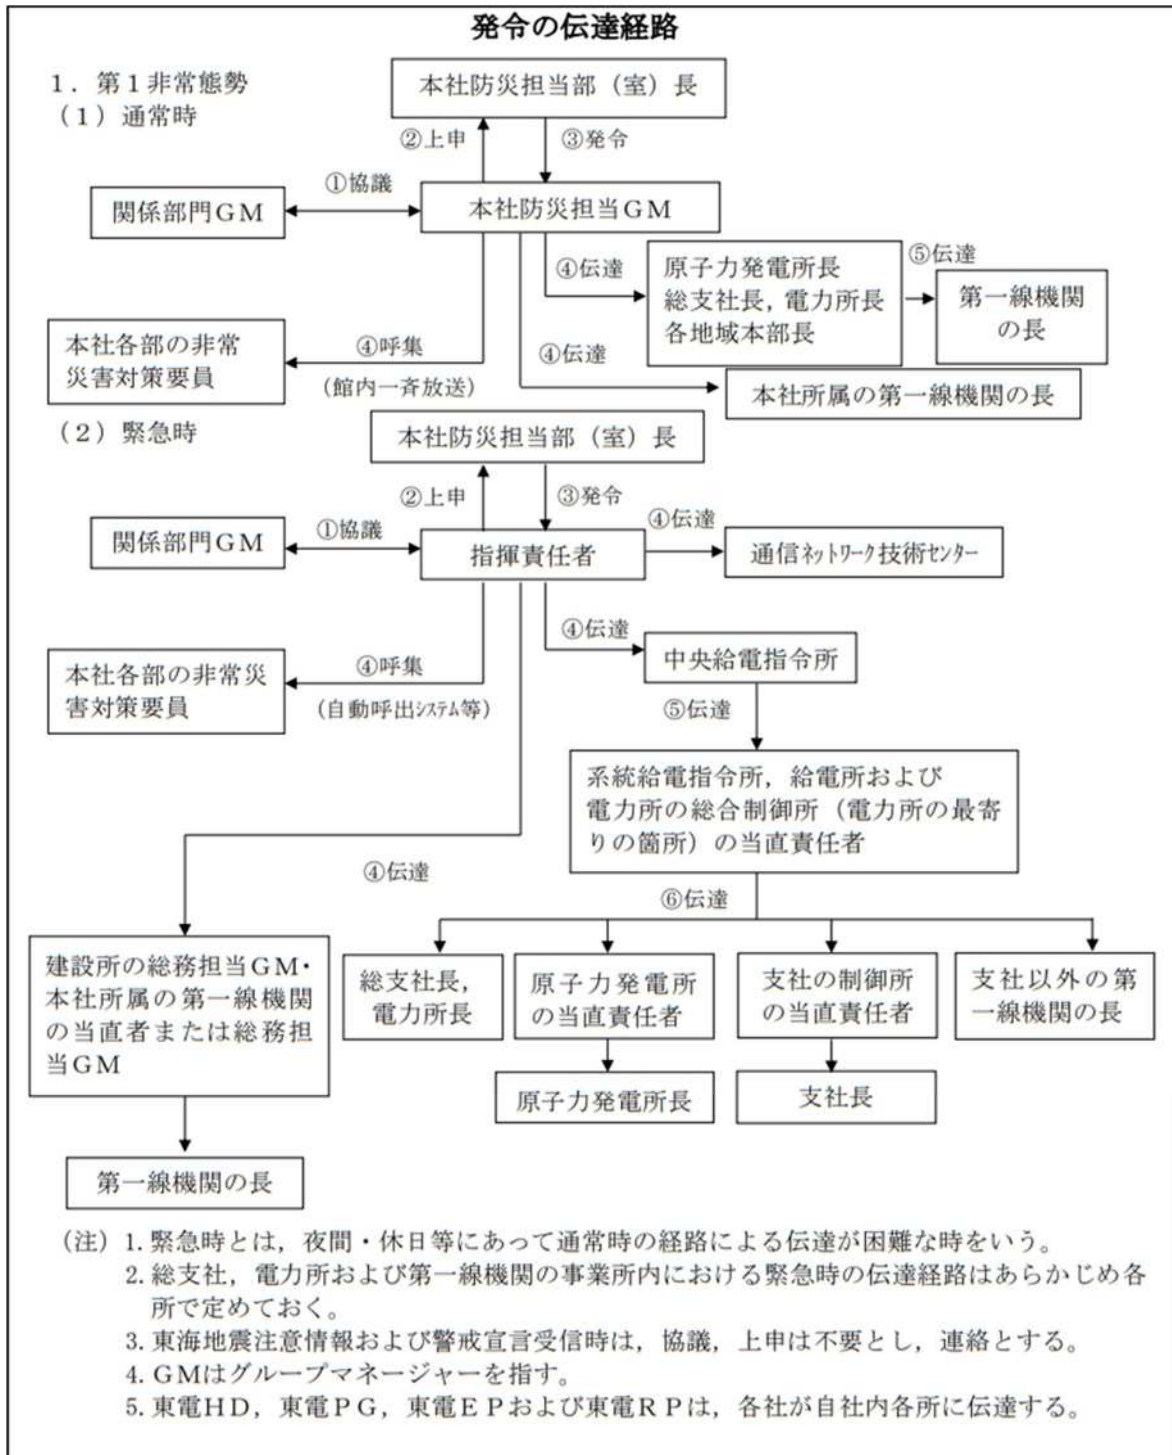 発令の伝達経路
1．第1非常態勢
（1）通常時
本社防災担当部（室）長
②上申
③発令
①協議
関係部門GM
本社防災担当GM
④伝達
原子力発電所長
総支社長，電力所長
各地域本部長
⑤伝達
第一線機関
の長
本社各部の非常
災害対策要員
④呼集
(館内一斉放送)
④伝達
本社所属の第一線機関の長
（2）緊急時
本社防災担当部（室）長
②上申
③発令
①協議
関係部門GM
指揮責任者
④伝達
通信ネットワーク技術センター
④伝達
中央給電指令所
本社各部の非常災
害対策要員
④呼集
(自動呼出システム等)
⑤伝達
系統給電指令所，給電所および
電力所の総合制御所（電力所の最寄
りの箇所）の当直責任者
④伝達
⑥伝達
建設所の総務担当GM・
本社所属の第一線機関
の当直者または総務担
当GM
総支社長，
電力所長
原子力発電所
の当直責任者
支社の制御所
の当直責任者
支社以外の第
一線機関の長
原子力発電所長
支社長
第一線機関の長
（注）1. 緊急時とは，夜間・休日等にあって通常時の経路による伝達が困難な時をいう。
2. 総支社，電力所および第一線機関の事業所内における緊急時の伝達経路はあらかじめ各
所で定めておく。
3. 東海地震注意情報および警戒宣言受信時は，協議，上申は不要とし，連絡とする。
4. GMはグループマネージャーを指す。
5. 東電HD，東電PG，東電EPおよび東電RPは，各社が自社内各所に伝達する。